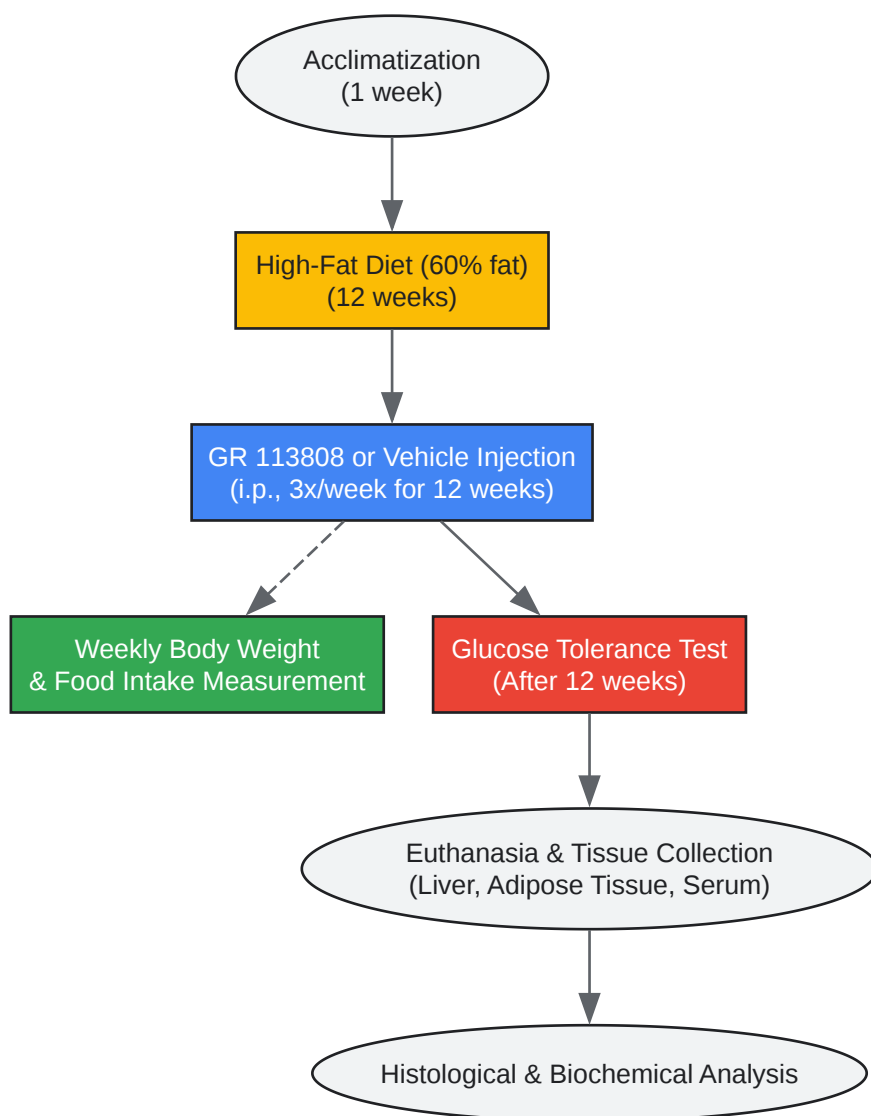 Acclimatization
(1 week)
High-Fat Diet (60% fat)
(12 weeks)
GR 113808 or Vehicle Injection
(i.p., 3x/week for 12 weeks)
Weekly Body Weight
& Food Intake Measurement
Glucose Tolerance Test
(After 12 weeks)
Euthanasia & Tissue Collection
(Liver, Adipose Tissue, Serum)
Histological & Biochemical Analysis